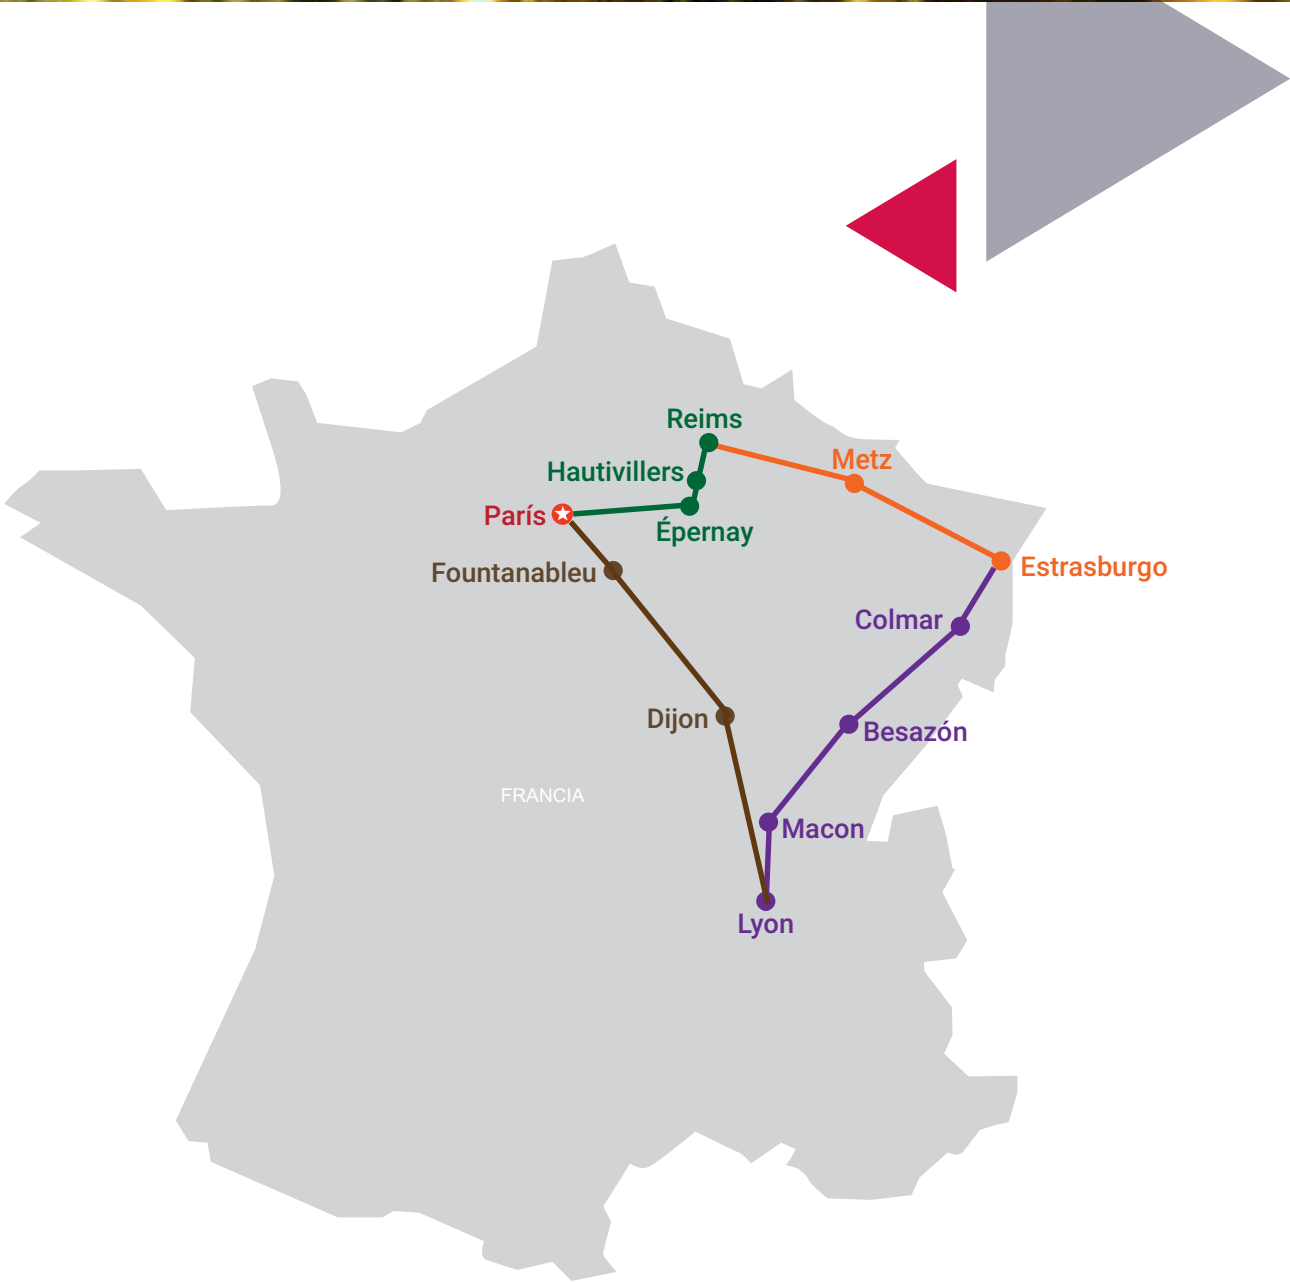 Reims
Metz
Hautivillers
París
Épernay
Estrasburgo
Fountanableu
Colmar
Dijon
Besazón
FRANCIA
Macon
Lyon